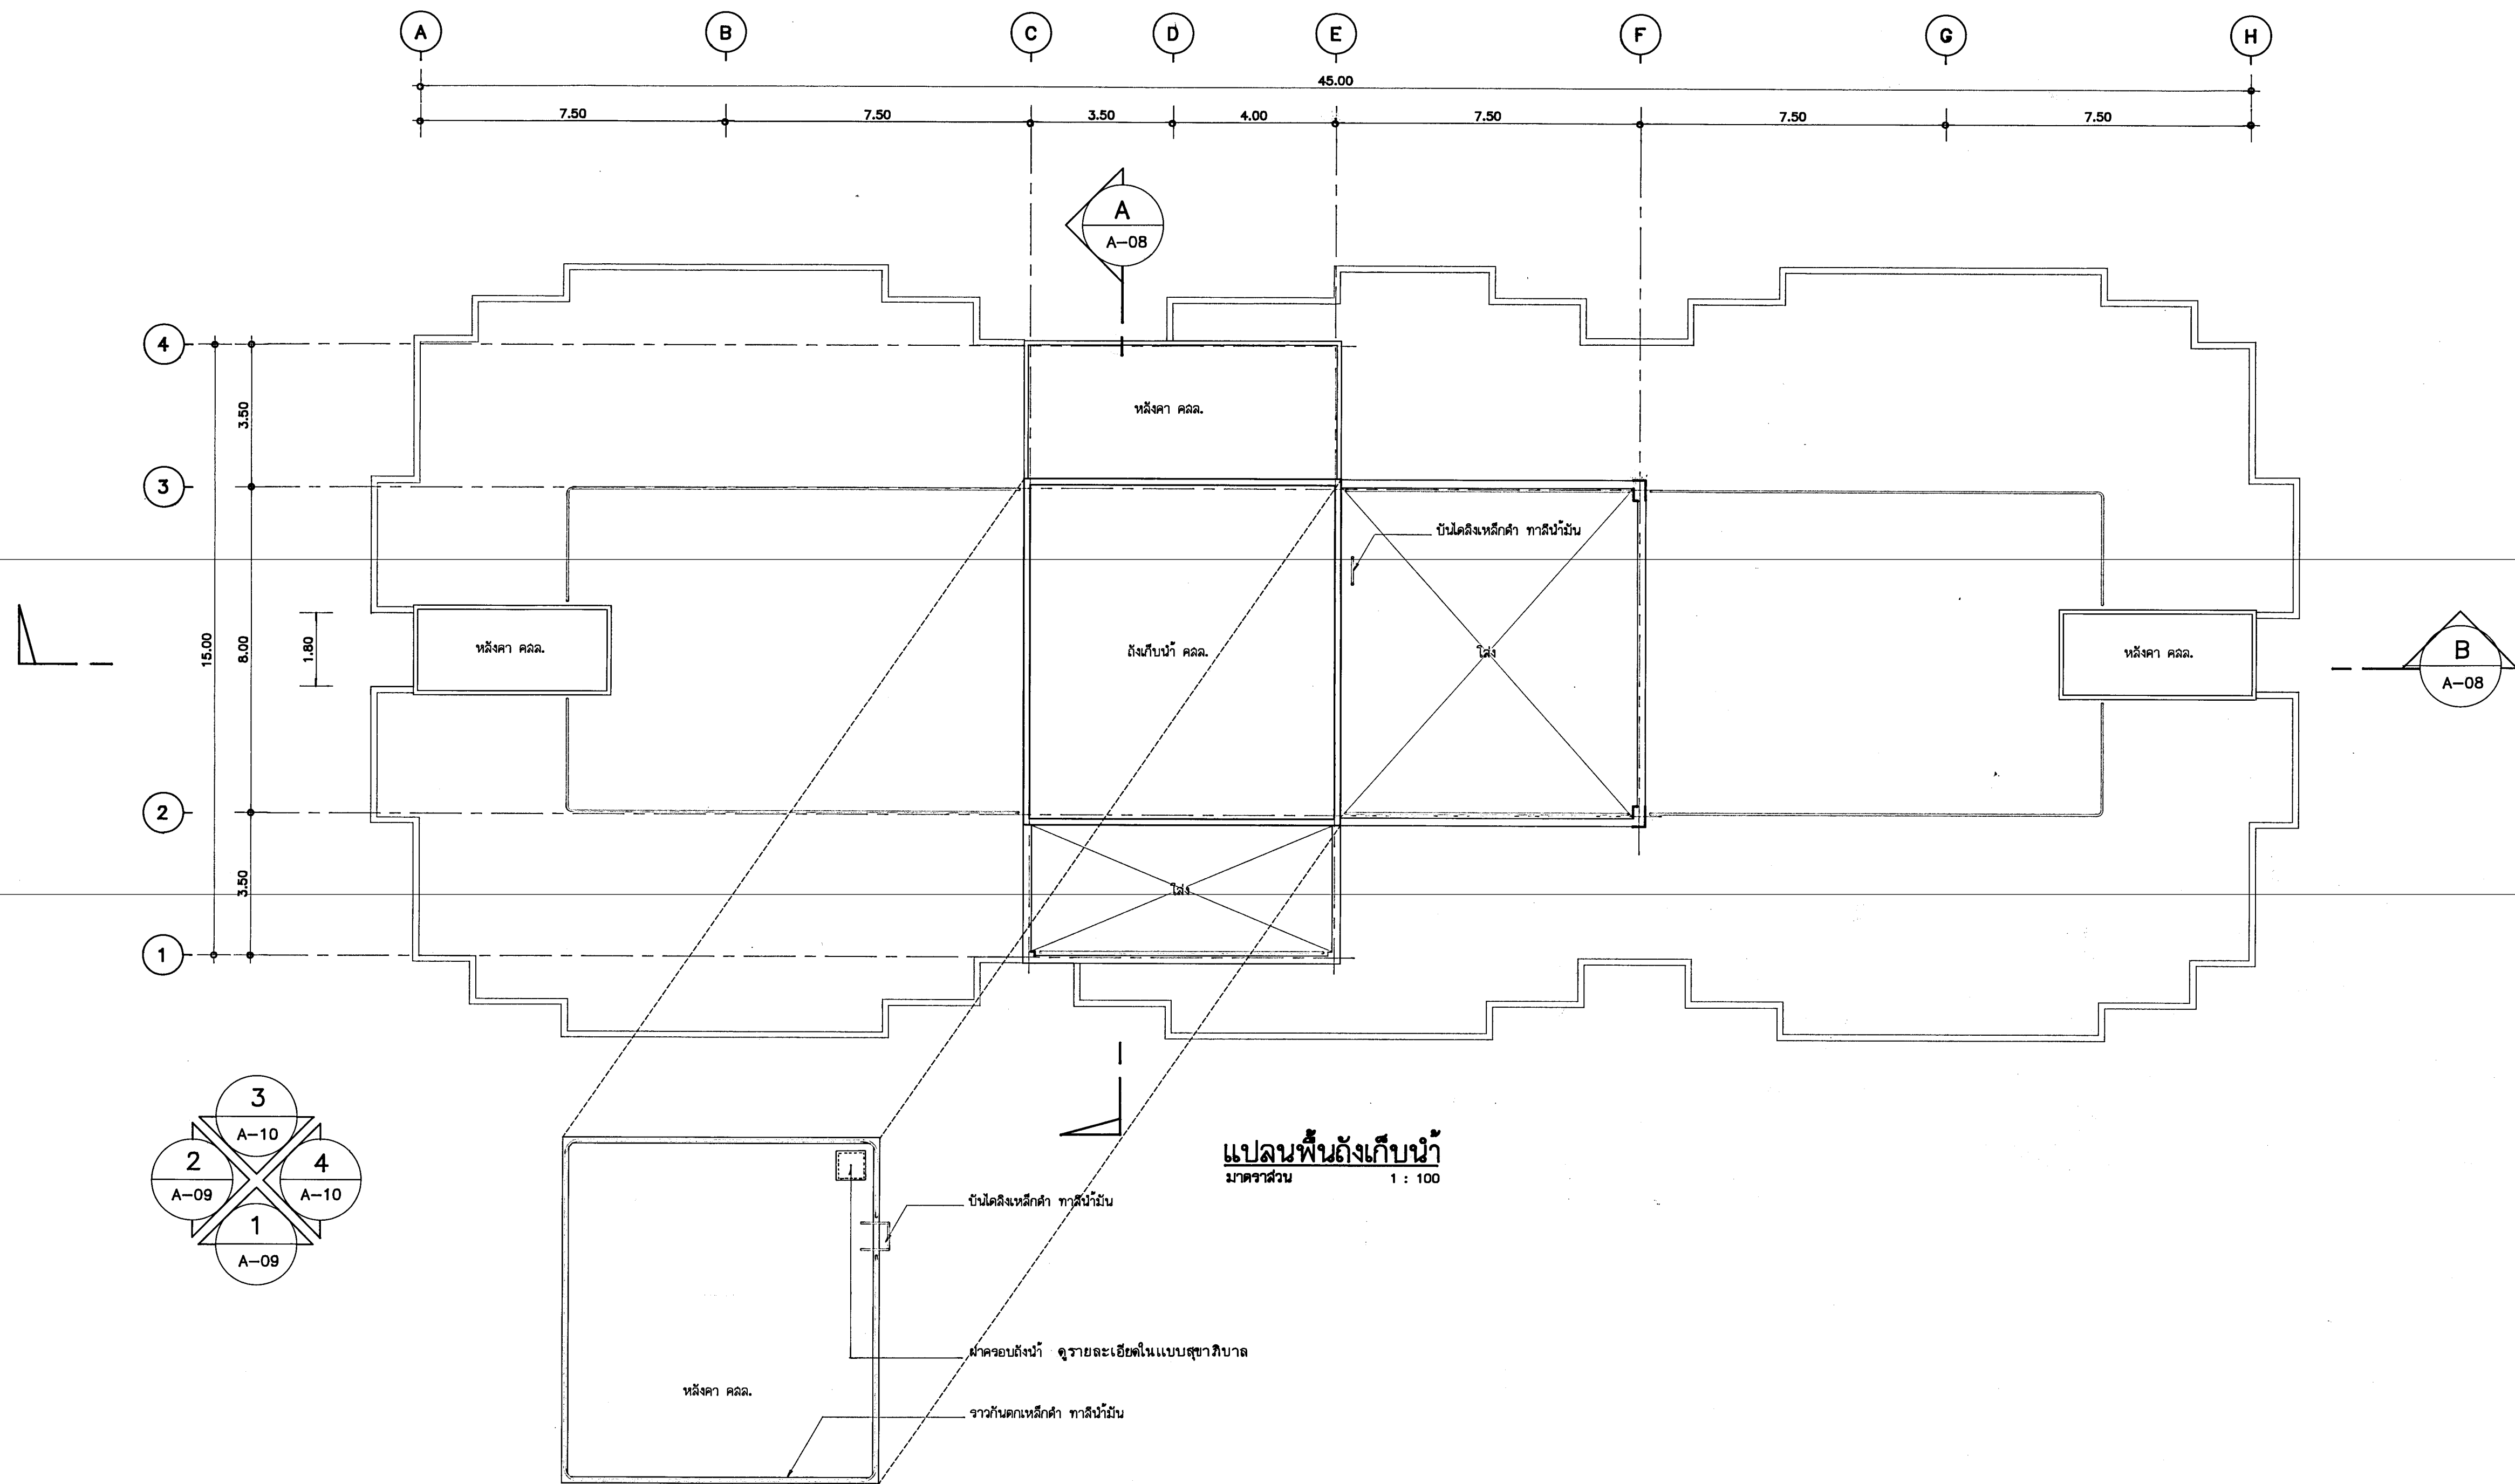 A B C D E F G H
45.00
7.50 7.50 3.50 4.00 7.50 7.50 7.50
A
A-08
4
3.50
หลังคา คสล.
3
บันไดลิงเหล็กดำ ทาสีน้ำมัน
15.00 8.00 1.80
หลังคา คสล.
ถังเก็บน้ำ คสล.
โล่ง
หลังคา คสล.
B
A-08
2
3.50
โล่ง
1
3
A-10
2
A-09
4
A-10
1
A-09
แปลนพื้นถังเก็บน้ำ
มาตราส่วน 1 : 100
บันไดลิงเหล็กดำ ทาสีน้ำมัน
ฝาครอบถังน้ำ ดูรายละเอียดในแบบสุขาภิบาล
หลังคา คสล.
ราวกันตกเหล็กดำ ทาสีน้ำมัน